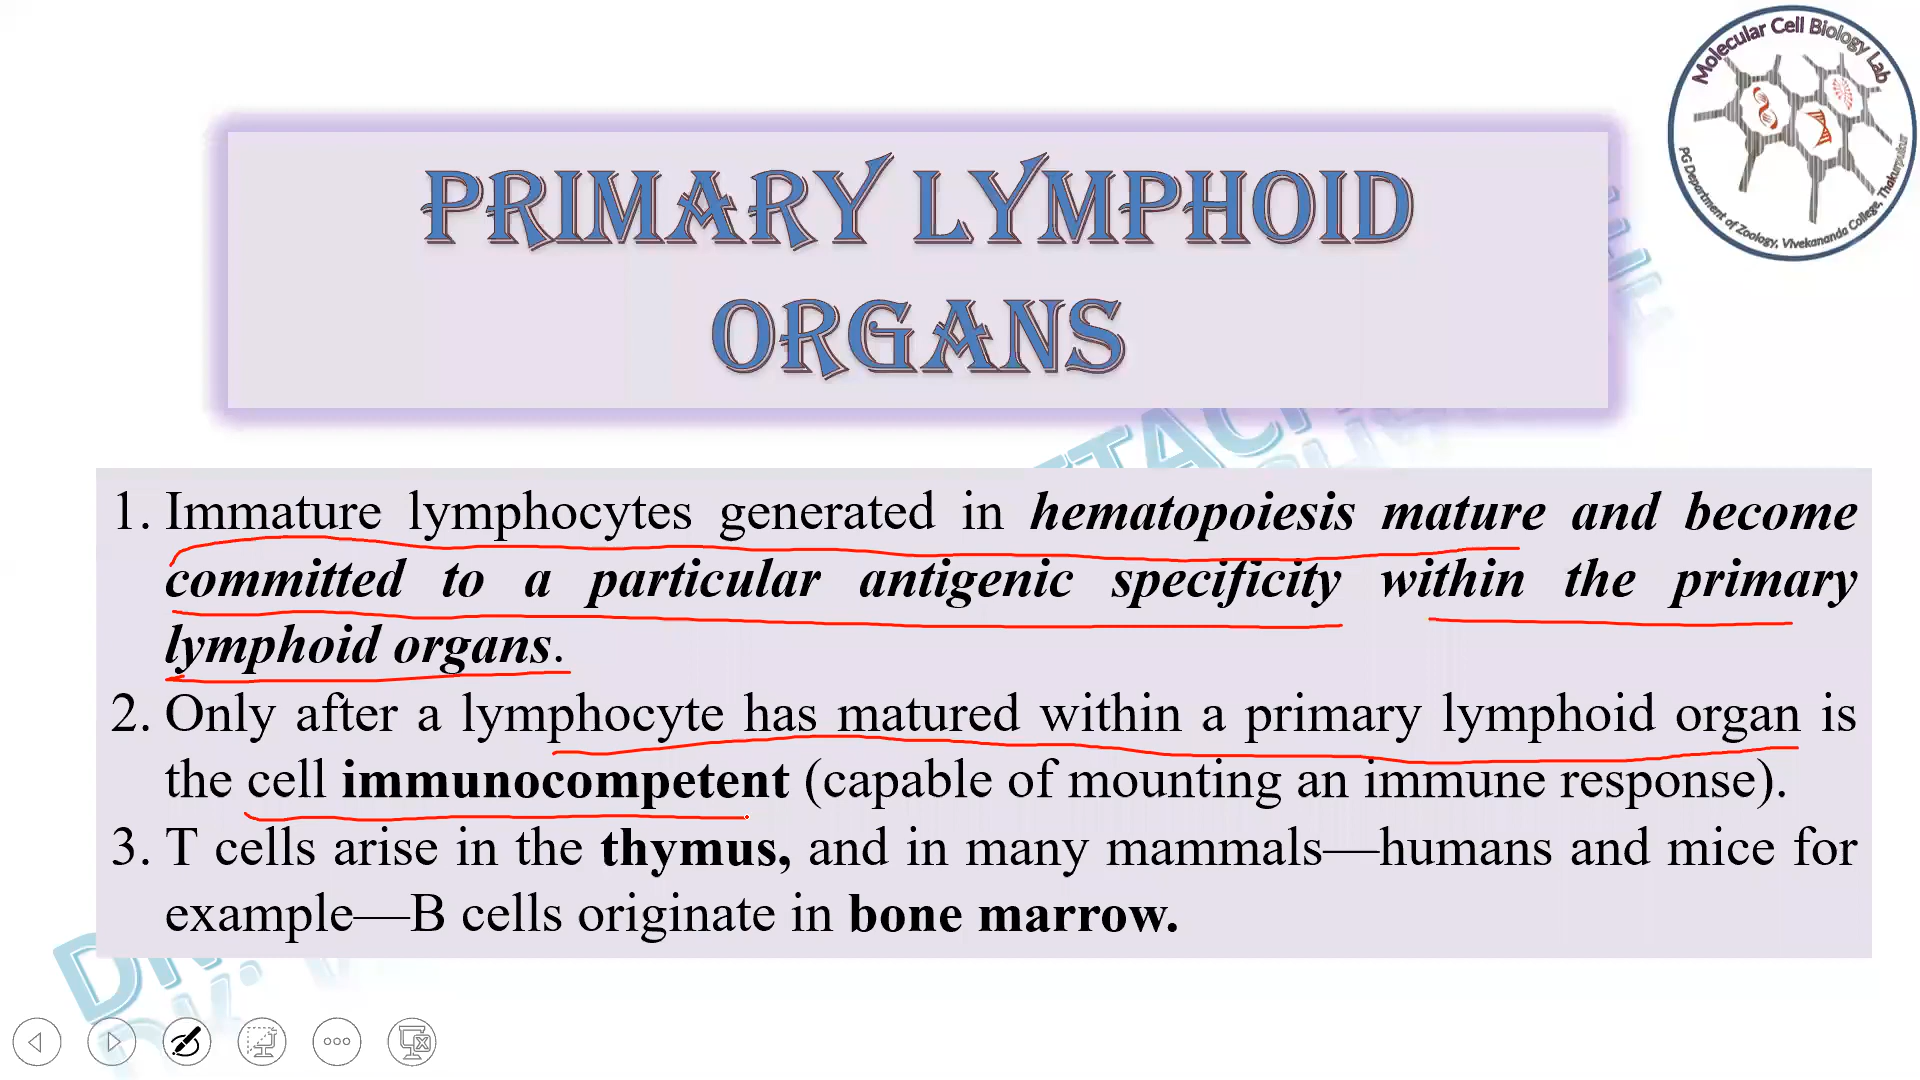 Molecular Cell Biology Lab
PG Department of Zoology, Vivekananda College, Thakurpukur
PRIMARY LYMPHOID
ORGANS
1. Immature lymphocytes generated in hematopoiesis mature and become
committed to a particular antigenic specificity within the primary
lymphoid organs.
2. Only after a lymphocyte has matured within a primary lymphoid organ is
the cell immunocompetent (capable of mounting an immune response).
3. T cells arise in the thymus, and in many mammals—humans and mice for
example—B cells originate in bone marrow.